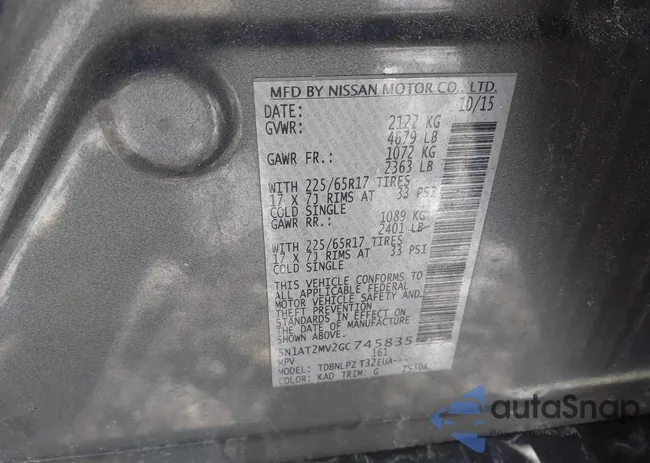 MFD BY NISSAN MOTOR CO., LTD.
DATE: 10/15
GVWR: 2122 KG
4679 LB
GAWR FR.: 1072 KG
2363 LB
WITH 225/65R17 TIRES
17 X 7J RIMS AT 33 PSI
COLD SINGLE
GAWR RR.: 1089 KG
2401 LB
WITH 225/65R17 TIRES
17 X 7J RIMS AT 33 PSI
COLD SINGLE
THIS VEHICLE CONFORMS TO
ALL APPLICABLE FEDERAL
MOTOR VEHICLE SAFETY AND
THEFT PREVENTION
STANDARDS IN EFFECT ON
THE DATE OF MANUFACTURE
SHOWN ABOVE.
5N1AT2MV2GC745835
MPV 161
MODEL: TDBNLPZ T32EUA---
COLOR: KAD TRIM: G
autoSnap